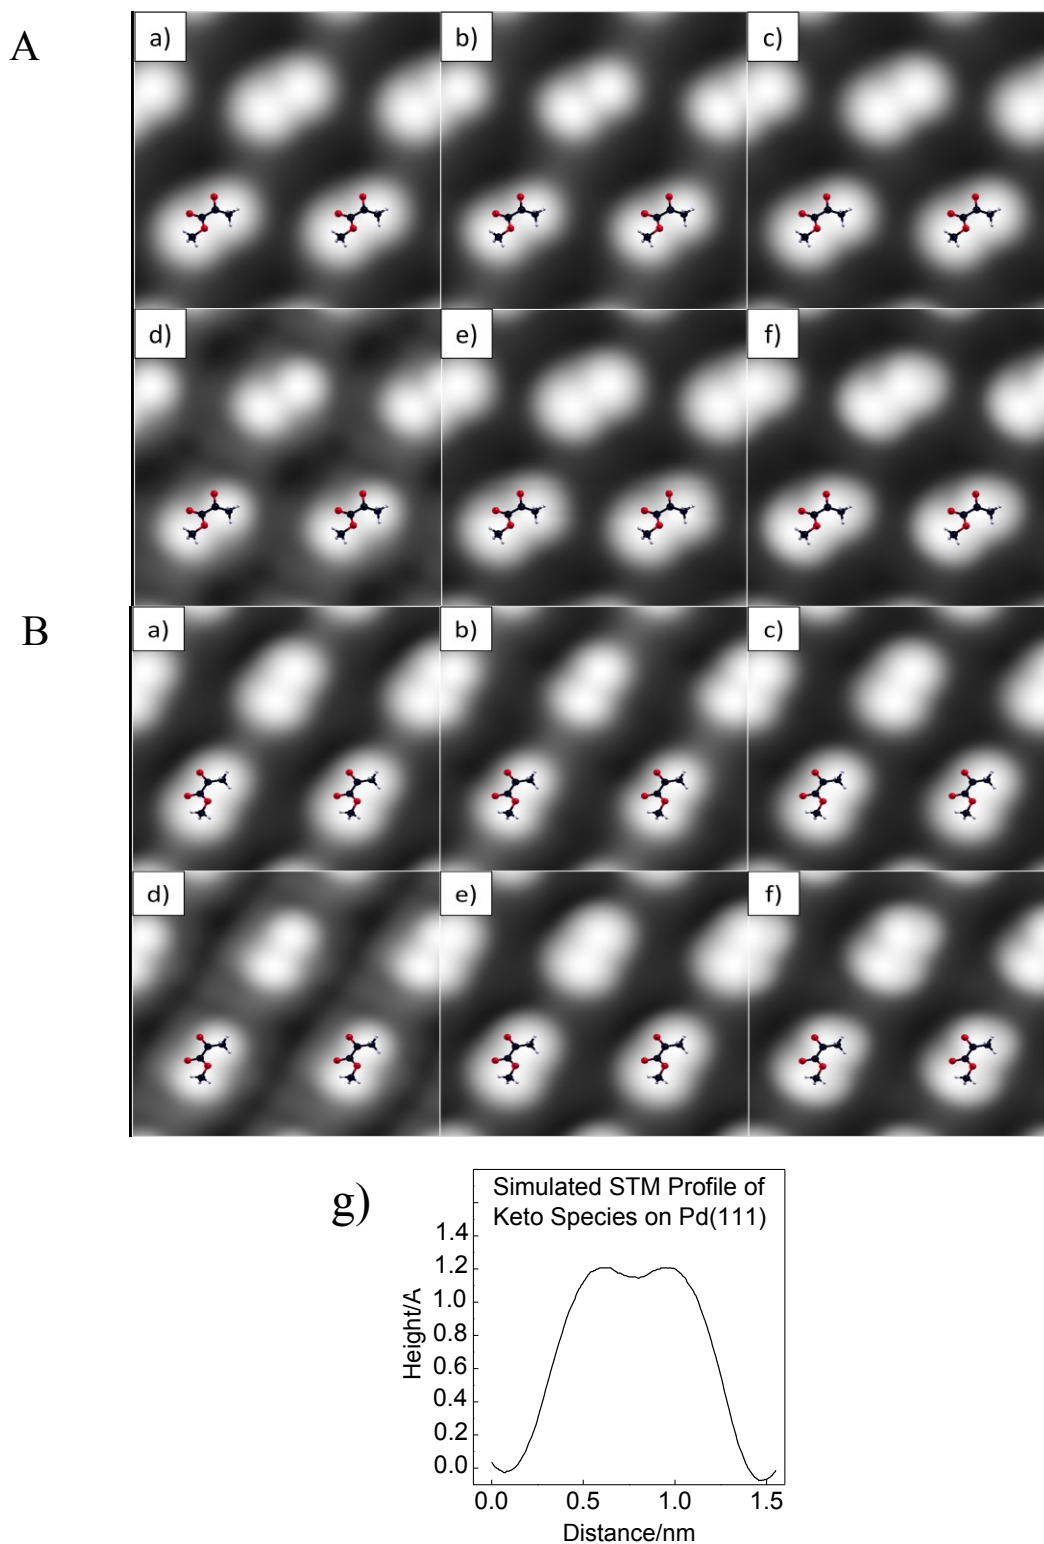 A
a)
b)
c)
d)
e)
f)
B
a)
b)
c)
d)
e)
f)
g)
Simulated STM Profile of
Keto Species on Pd(111)
1.4
1.2
1.0
0.8
0.6
0.4
0.2
0.0
Height/A
0.0 0.5 1.0 1.5
Distance/nm